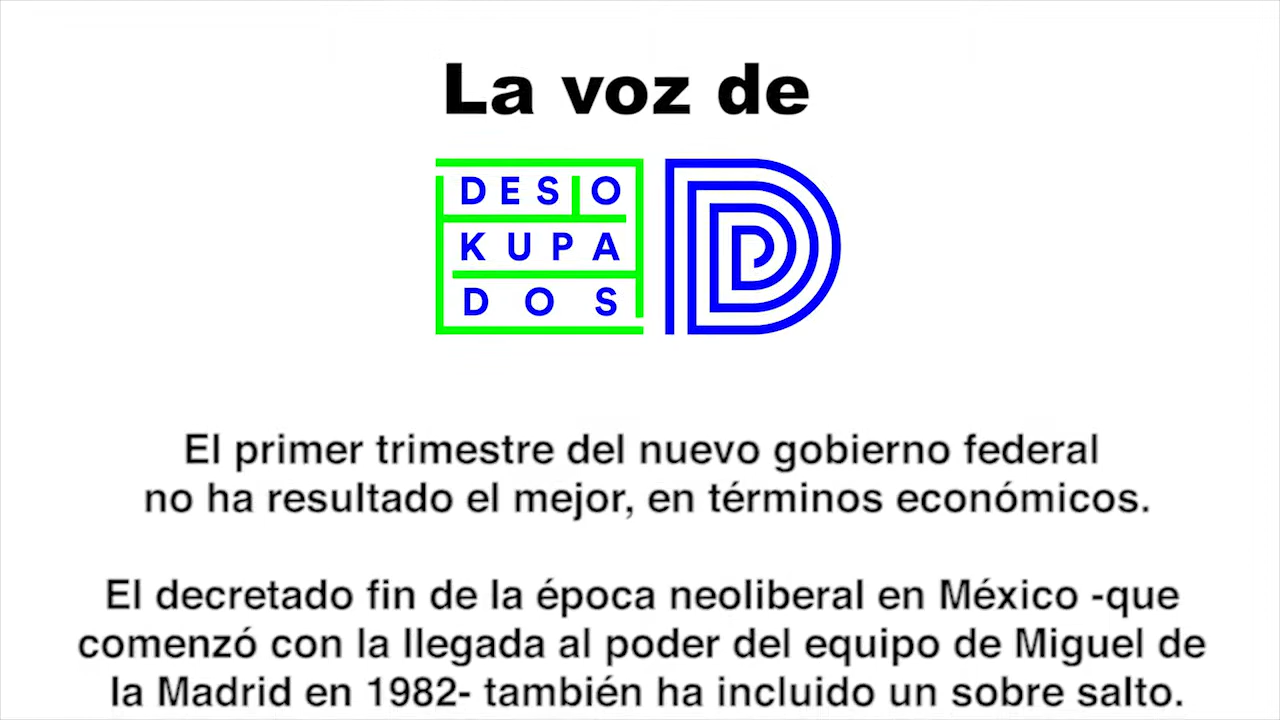 La voz de
DESO
KUPA
DOS
El primer trimestre del nuevo gobierno federal
no ha resultado el mejor, en términos económicos.
El decretado fin de la época neoliberal en México -que
comenzó con la llegada al poder del equipo de Miguel de
la Madrid en 1982- también ha incluido un sobre salto.